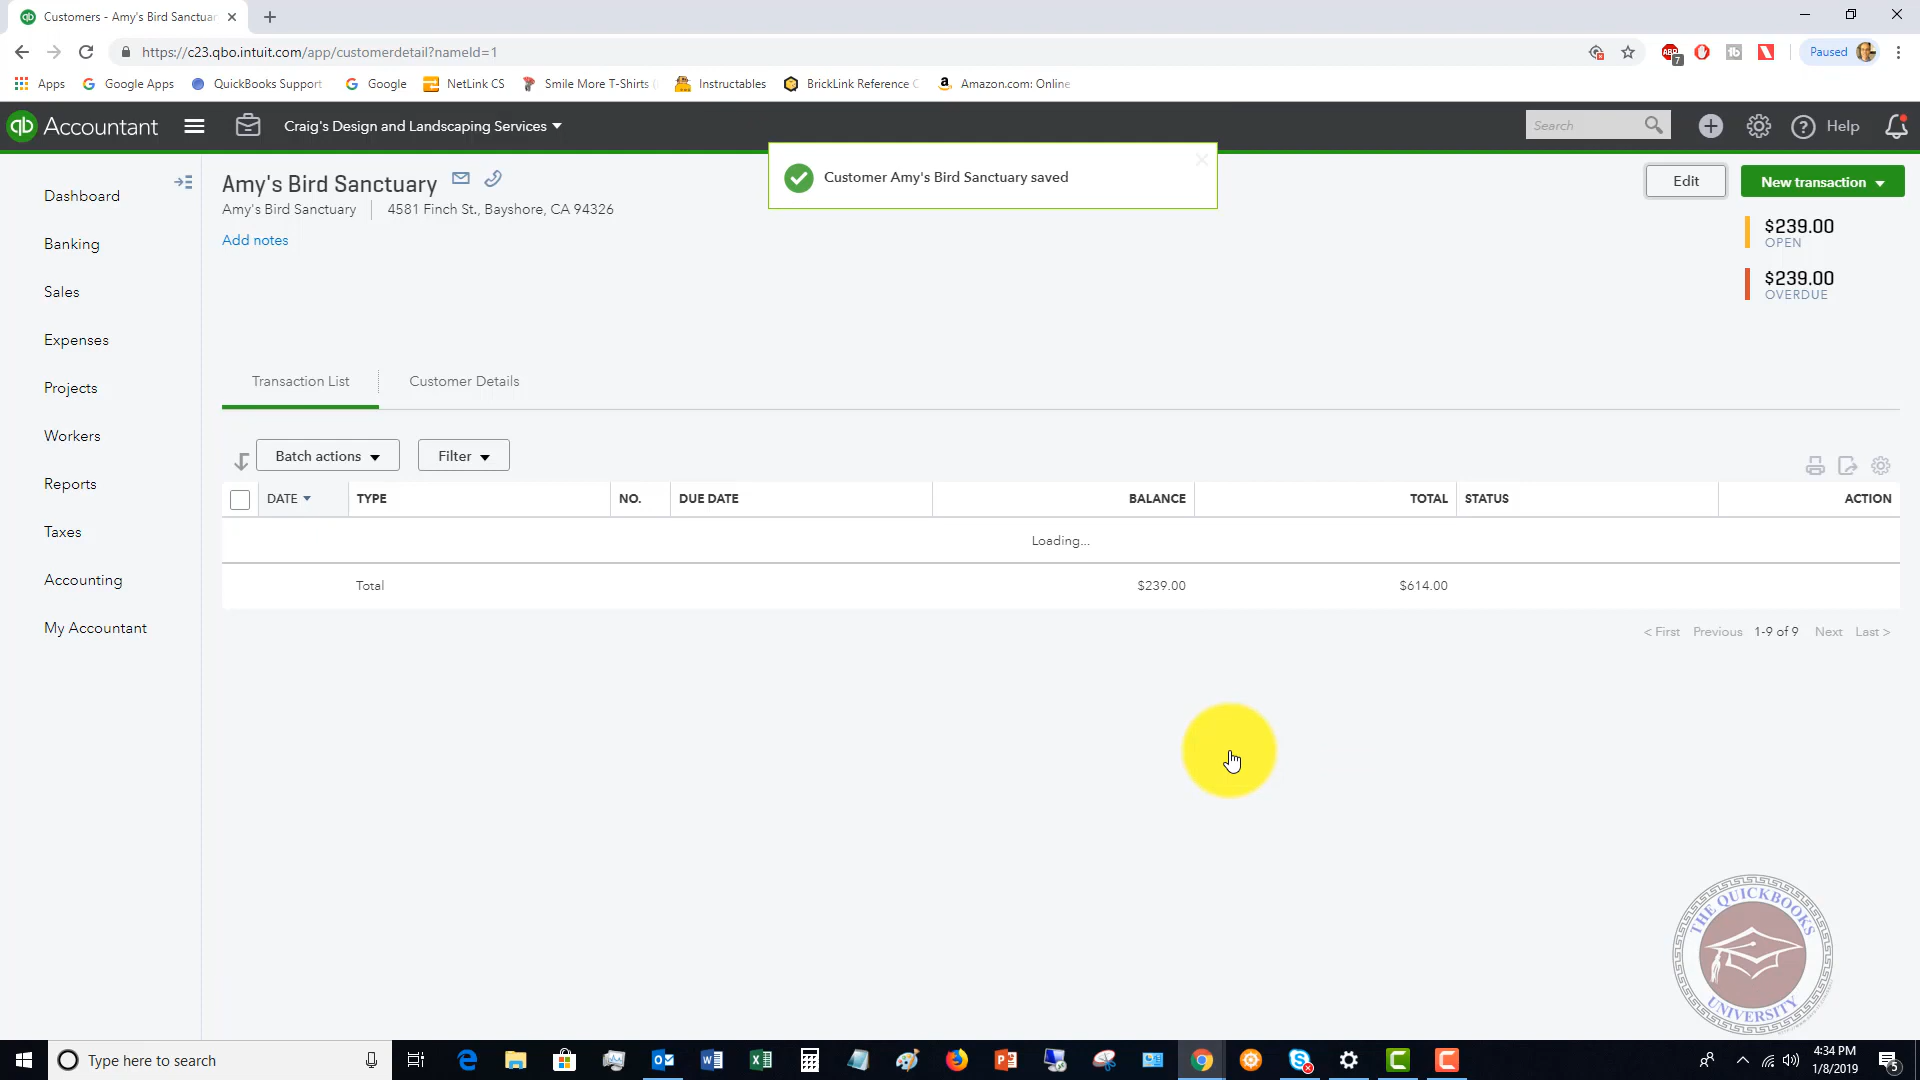 Customers - Amy's Bird Sanctuar
https://c23.qbo.intuit.com/app/customerdetail?nameId=1
ABP
7
Paused
Apps
Google Apps
QuickBooks Support
Google
NetLink CS
Smile More T-Shirts (
Instructables
BrickLink Reference C
Amazon.com: Online
qb Accountant
Craig's Design and Landscaping Services
Search
Help
Customer Amy's Bird Sanctuary saved
Dashboard
Banking
Sales
Expenses
Projects
Workers
Reports
Taxes
Accounting
My Accountant
Amy's Bird Sanctuary
Amy's Bird Sanctuary
4581 Finch St., Bayshore, CA 94326
Add notes
Edit
New transaction
$239.00
OPEN
$239.00
OVERDUE
Transaction List
Customer Details
Batch actions
Filter
DATE TYPE NO. DUE DATE BALANCE TOTAL STATUS ACTION
Loading...
Total $239.00 $614.00
< First Previous 1-9 of 9 Next Last >
THE QUICKBOOKS
UNIVERSITY
Type here to search
4:34 PM
1/8/2019
5